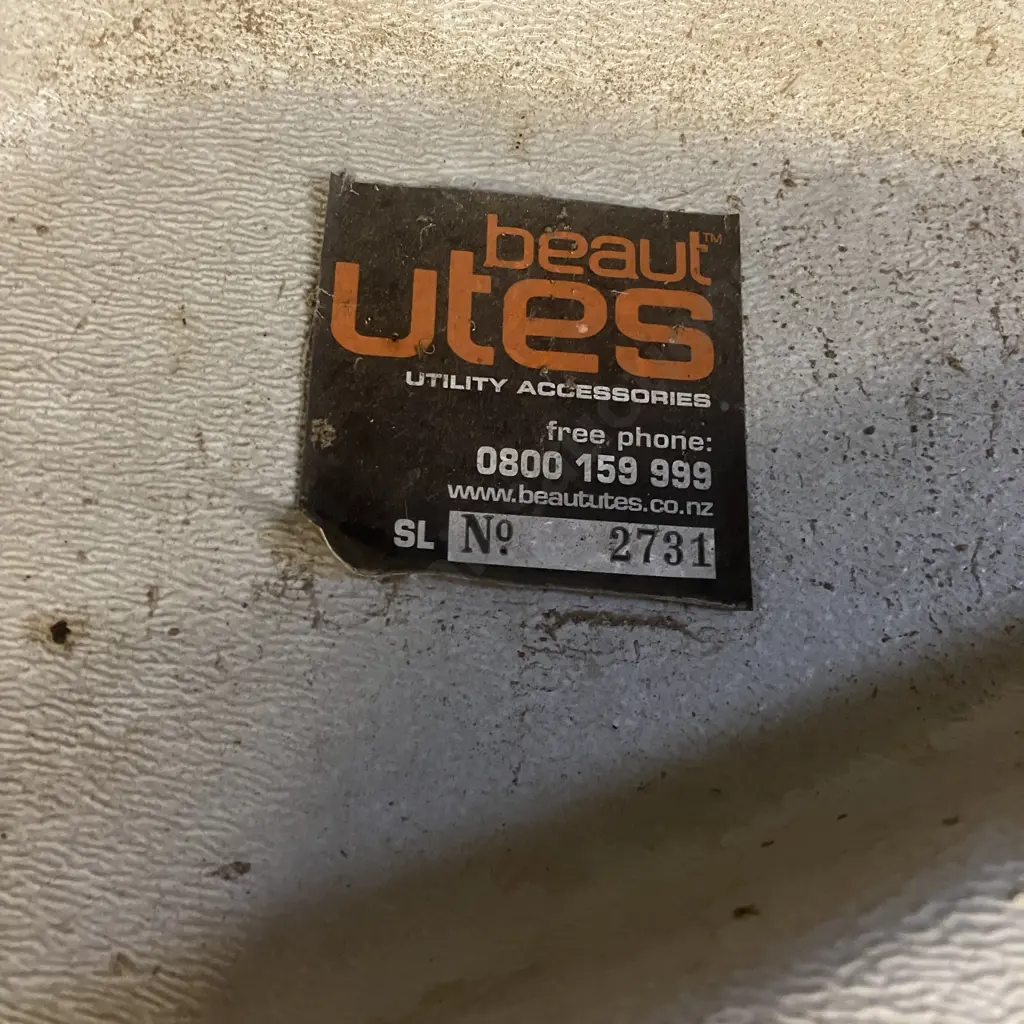 beaut™
utes
UTILITY ACCESSORIES
free phone:
0800 159 999
www.beaututes.co.nz
SL Nº 2731